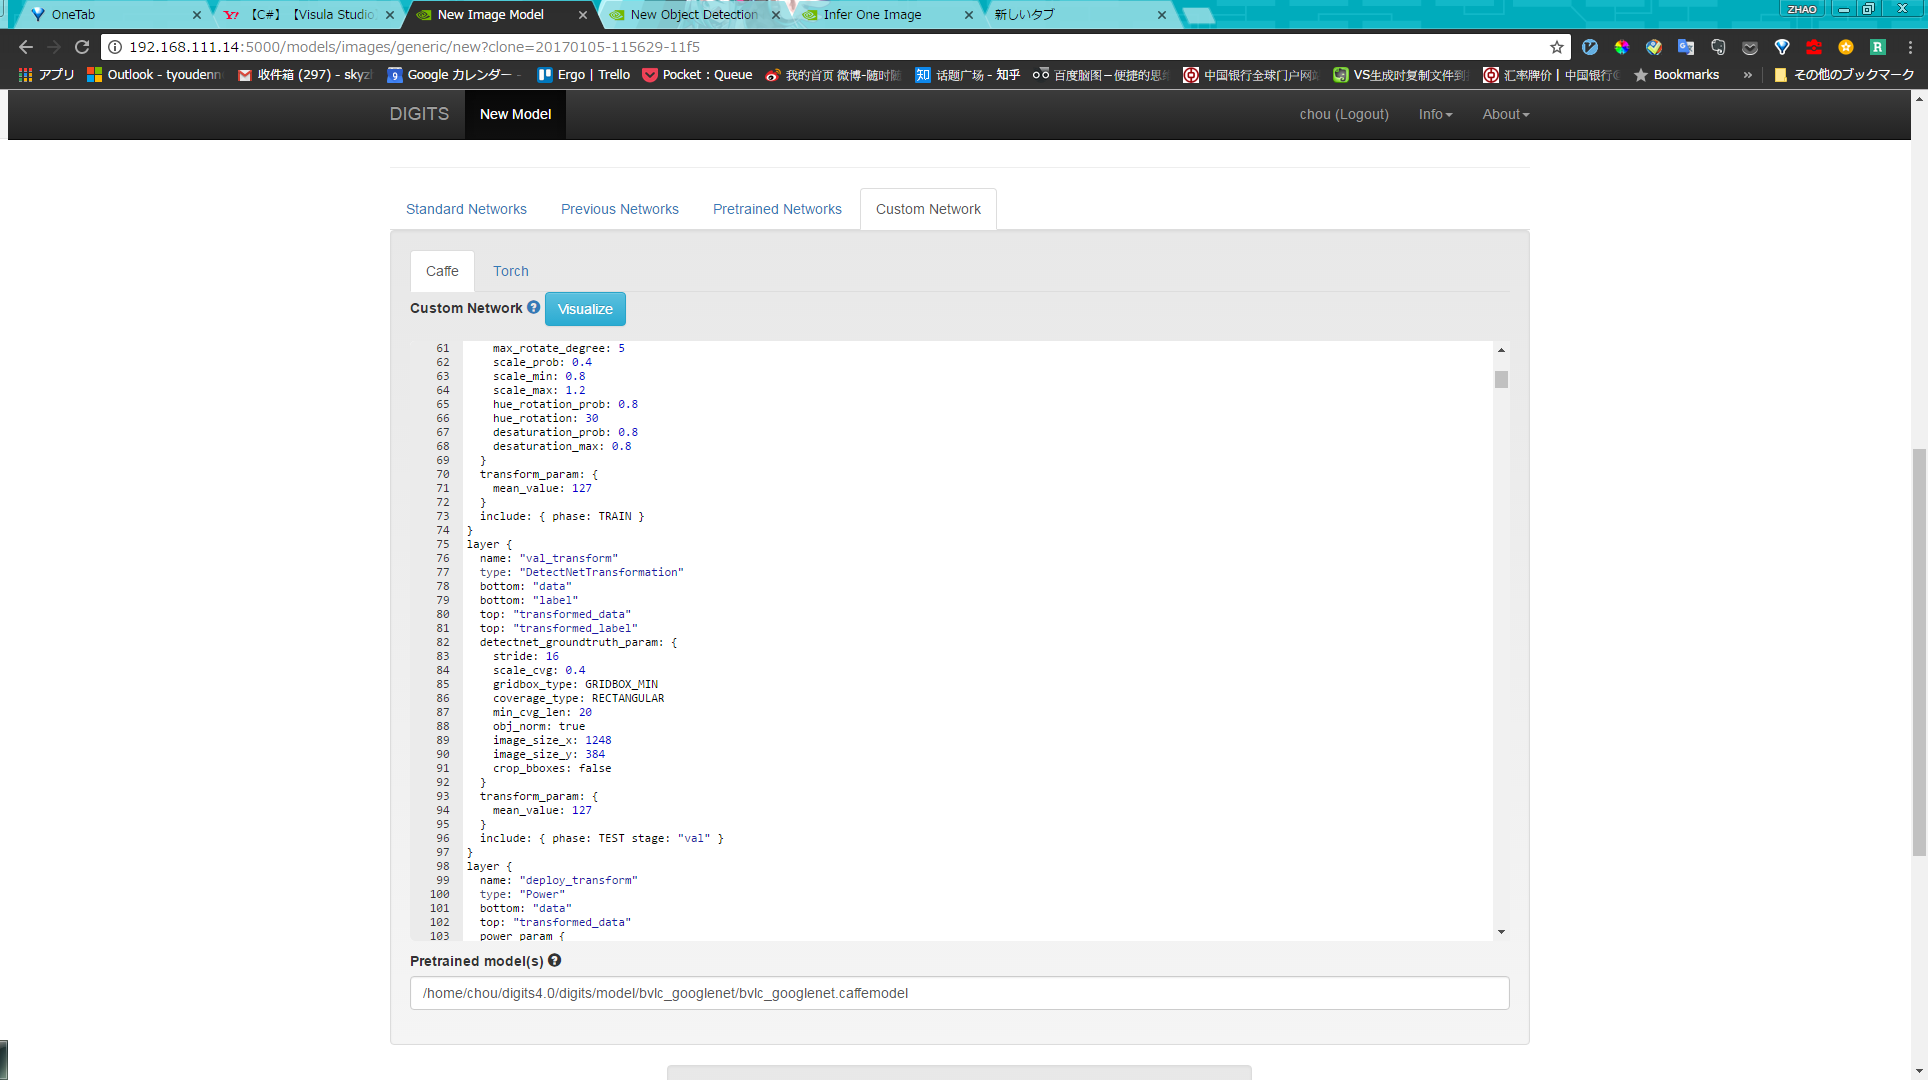 OneTab
【C#】【Visula Studio
New Image Model
New Object Detection
Infer One Image
新しいタブ
ZHAO
192.168.111.14:5000/models/images/generic/new?clone=20170105-115629-11f5
アプリ
Outlook - tyoudenn
收件箱 (297) - skyz
Google カレンダー -
Ergo | Trello
Pocket : Queue
我的首页 微博-随时随
话题广场 - 知乎
百度脑图－便捷的思
中国银行全球门户网
VS生成时复制文件到
汇率牌价 | 中国银行
Bookmarks
»
その他のブックマーク
DIGITS
New Model
chou (Logout)
Info
About
Standard Networks
Previous Networks
Pretrained Networks
Custom Network
Caffe
Torch
Custom Network
Visualize
61 max_rotate_degree: 5
62 scale_prob: 0.4
63 scale_min: 0.8
64 scale_max: 1.2
65 hue_rotation_prob: 0.8
66 hue_rotation: 30
67 desaturation_prob: 0.8
68 desaturation_max: 0.8
69 }
70 transform_param: {
71 mean_value: 127
72 }
73 include: { phase: TRAIN }
74 }
75 layer {
76 name: "val_transform"
77 type: "DetectNetTransformation"
78 bottom: "data"
79 bottom: "label"
80 top: "transformed_data"
81 top: "transformed_label"
82 detectnet_groundtruth_param: {
83 stride: 16
84 scale_cvg: 0.4
85 gridbox_type: GRIDBOX_MIN
86 coverage_type: RECTANGULAR
87 min_cvg_len: 20
88 obj_norm: true
89 image_size_x: 1248
90 image_size_y: 384
91 crop_bboxes: false
92 }
93 transform_param: {
94 mean_value: 127
95 }
96 include: { phase: TEST stage: "val" }
97 }
98 layer {
99 name: "deploy_transform"
100 type: "Power"
101 bottom: "data"
102 top: "transformed_data"
103 power_param {
Pretrained model(s)
/home/chou/digits4.0/digits/model/bvlc_googlenet/bvlc_googlenet.caffemodel